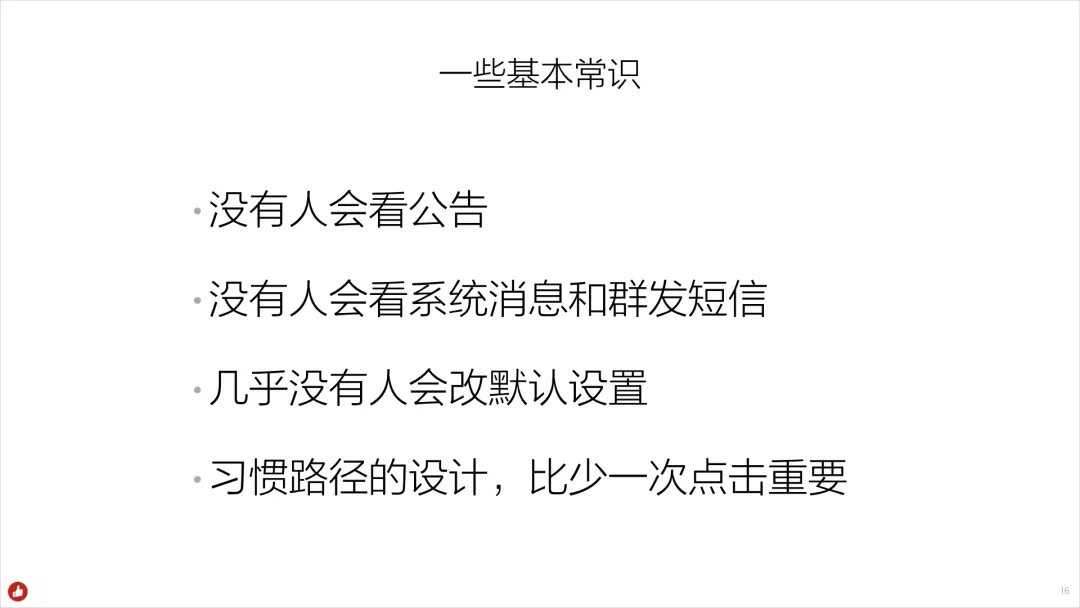 一些基本常识
· 没有人会看公告
· 没有人会看系统消息和群发短信
· 几乎没有人会改默认设置
· 习惯路径的设计，比少一次点击重要
16